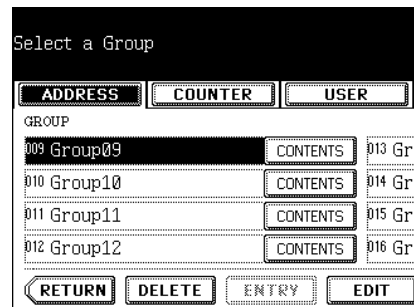 Select a Group
ADDRESS COUNTER USER
GROUP
009 Group09 CONTENTS 013 Gr
010 Group10 CONTENTS 014 Gr
011 Group11 CONTENTS 015 Gr
012 Group12 CONTENTS 016 Gr
RETURN DELETE ENTRY EDIT